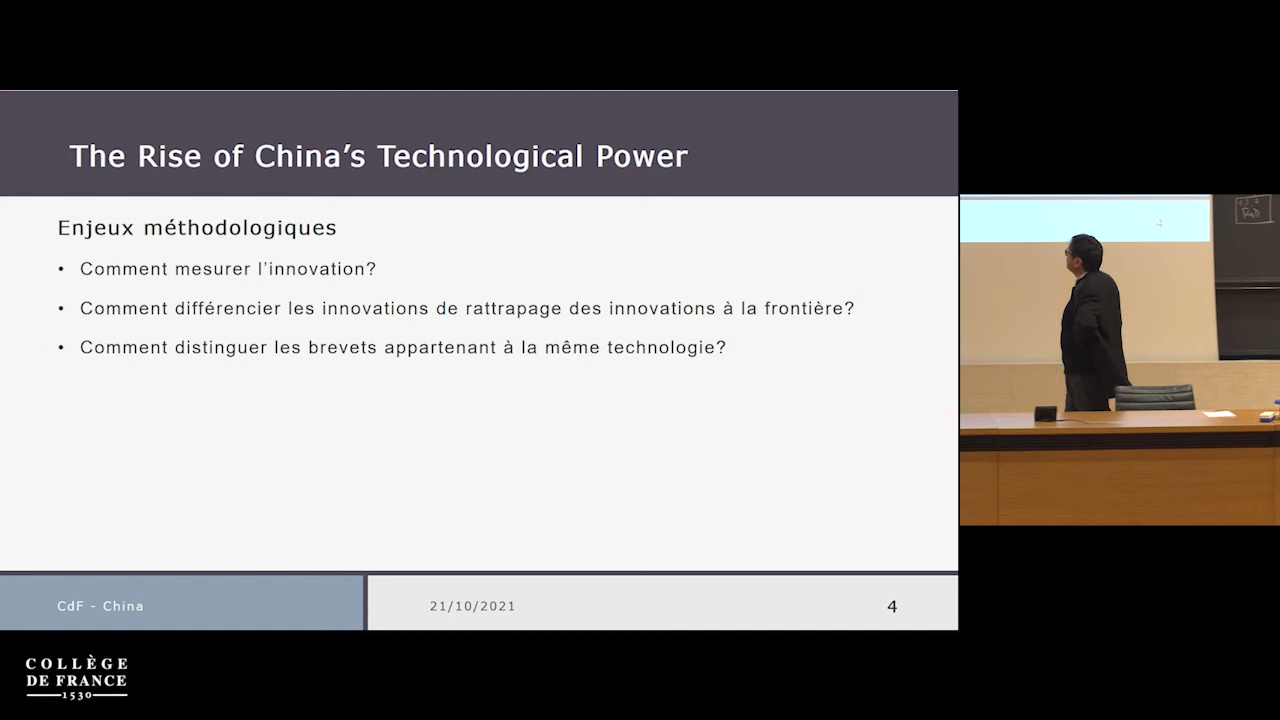 The Rise of China’s Technological Power
Enjeux méthodologiques
• Comment mesurer l’innovation?
• Comment différencier les innovations de rattrapage des innovations à la frontière?
• Comment distinguer les brevets appartenant à la même technologie?
CdF - China
21/10/2021
4
4
R&D
COLLÈGE
DE FRANCE
1530